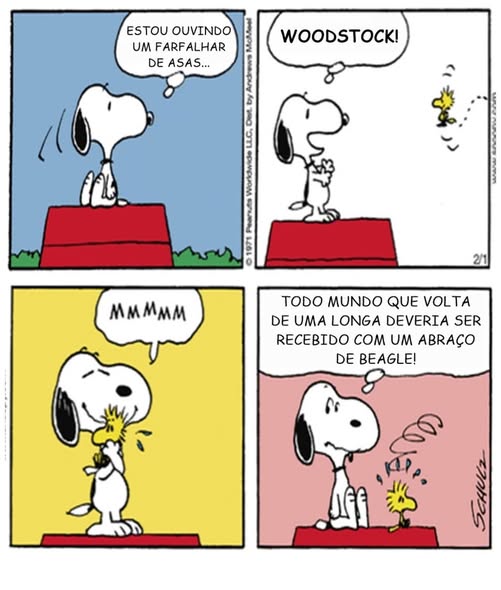 ESTOU OUVINDO
UM FARFALHAR
DE ASAS...
© 1971 Peanuts Worldwide LLC, Dist. by Andrews McMeel
WOODSTOCK!
2/1
MMMMM
TODO MUNDO QUE VOLTA
DE UMA LONGA DEVERIA SER
RECEBIDO COM UM ABRAÇO
DE BEAGLE!
SCHULZ